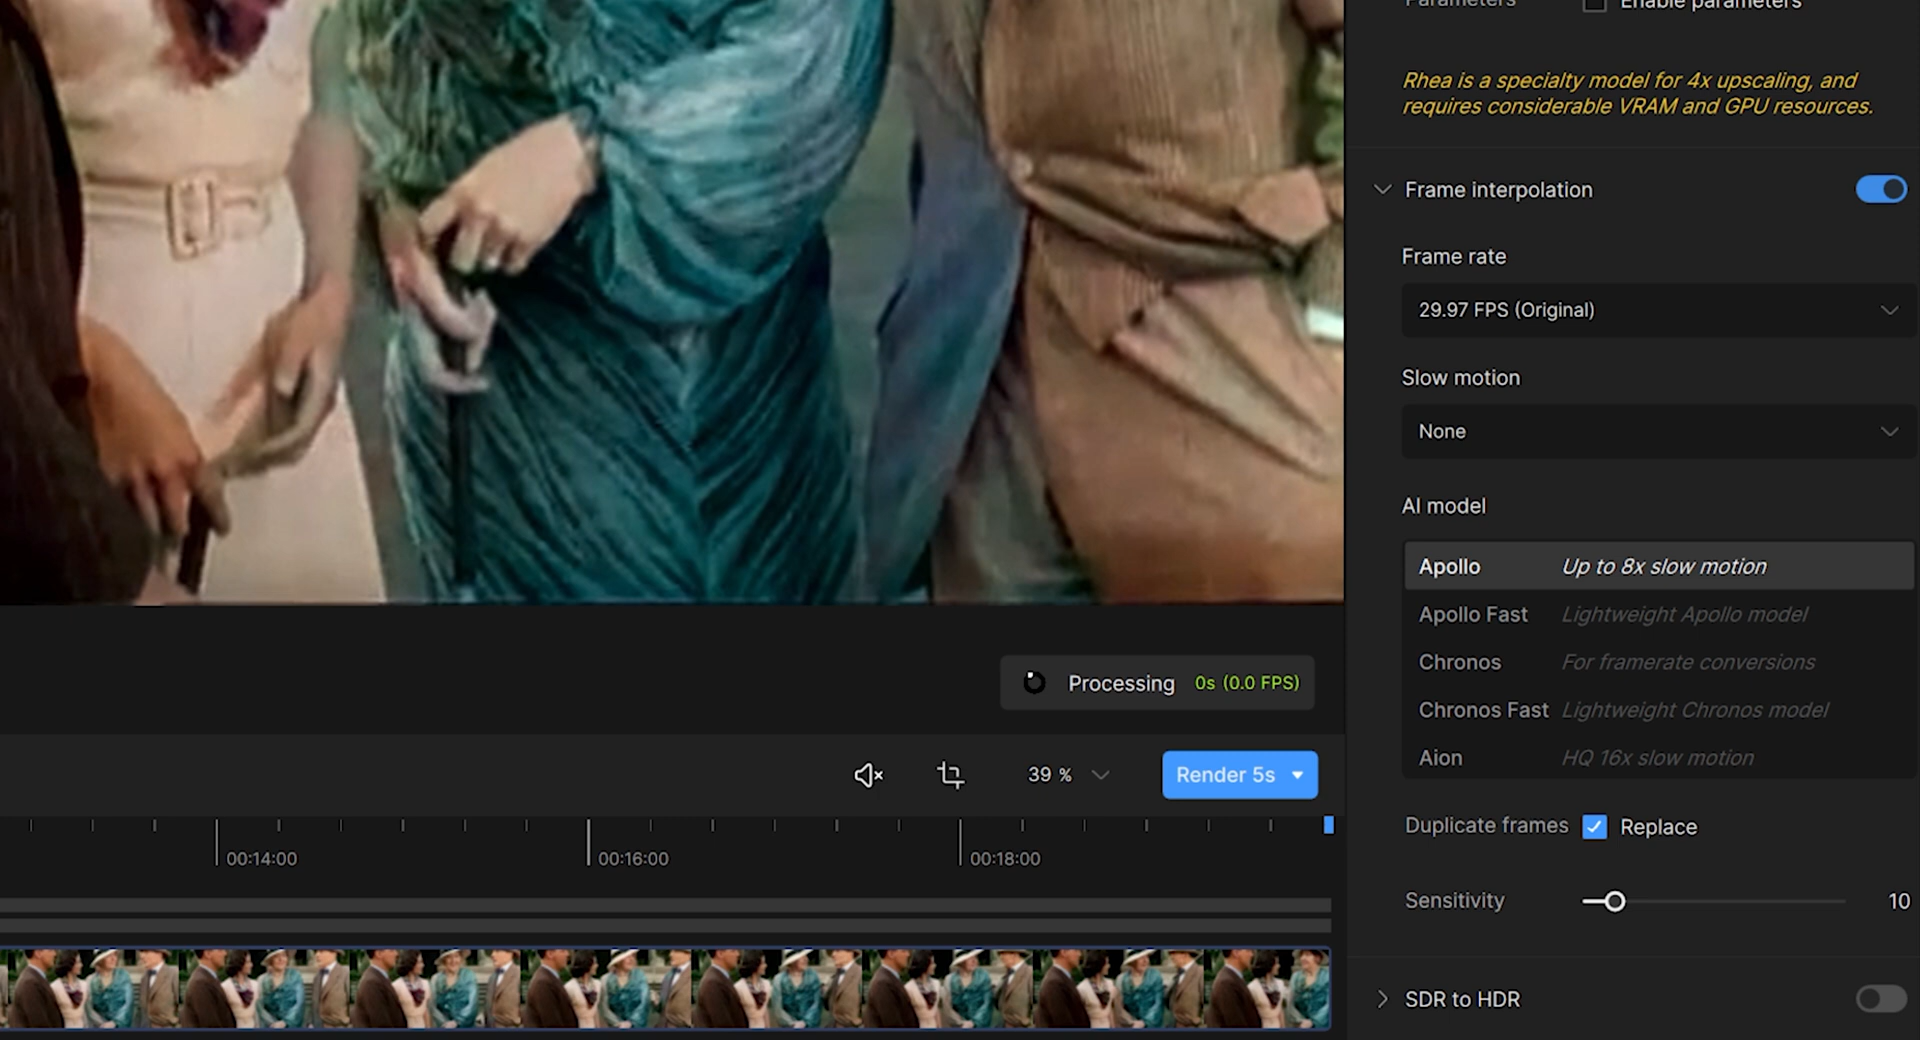 Parameters Enable parameters
Rhea is a specialty model for 4x upscaling, and
requires considerable VRAM and GPU resources.
Frame interpolation
Frame rate
29.97 FPS (Original)
Slow motion
None
AI model
Apollo Up to 8x slow motion
Apollo Fast Lightweight Apollo model
Chronos For framerate conversions
Chronos Fast Lightweight Chronos model
Aion HQ 16x slow motion
Duplicate frames Replace
Sensitivity 10
SDR to HDR
Processing 0s (0.0 FPS)
39 % Render 5s
00:14:00 00:16:00 00:18:00